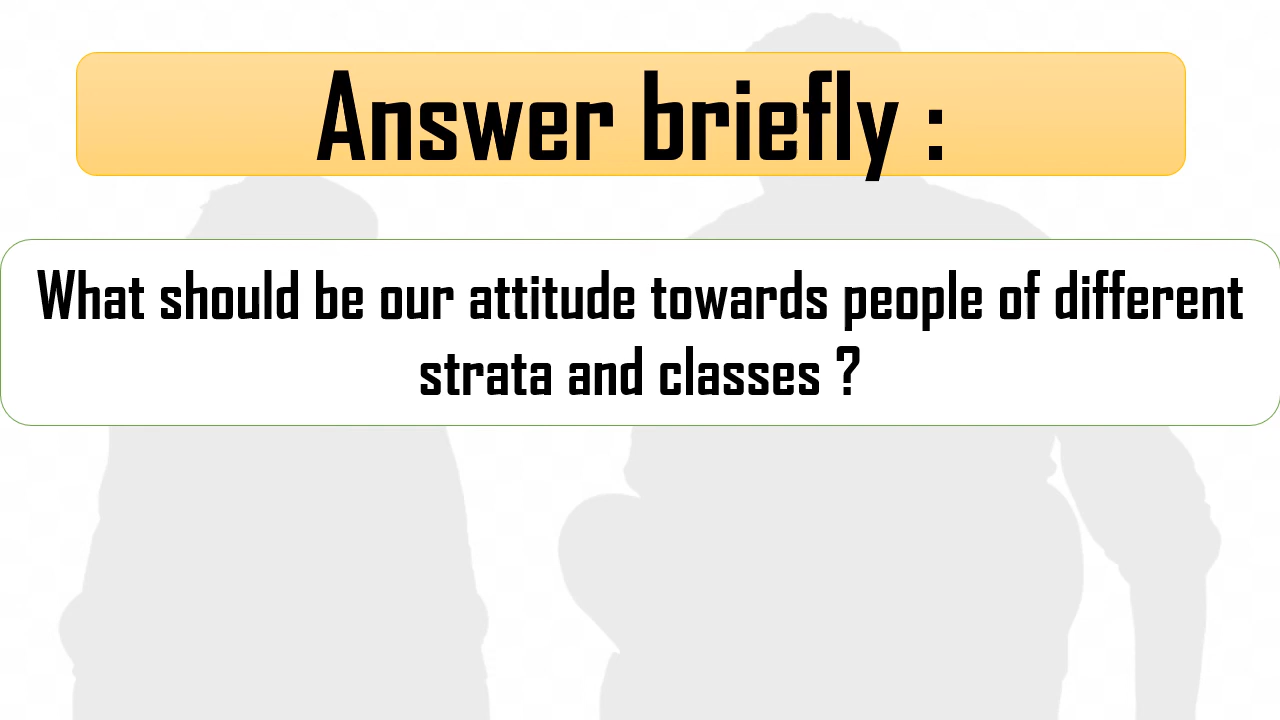 Answer briefly :
What should be our attitude towards people of different
strata and classes ?